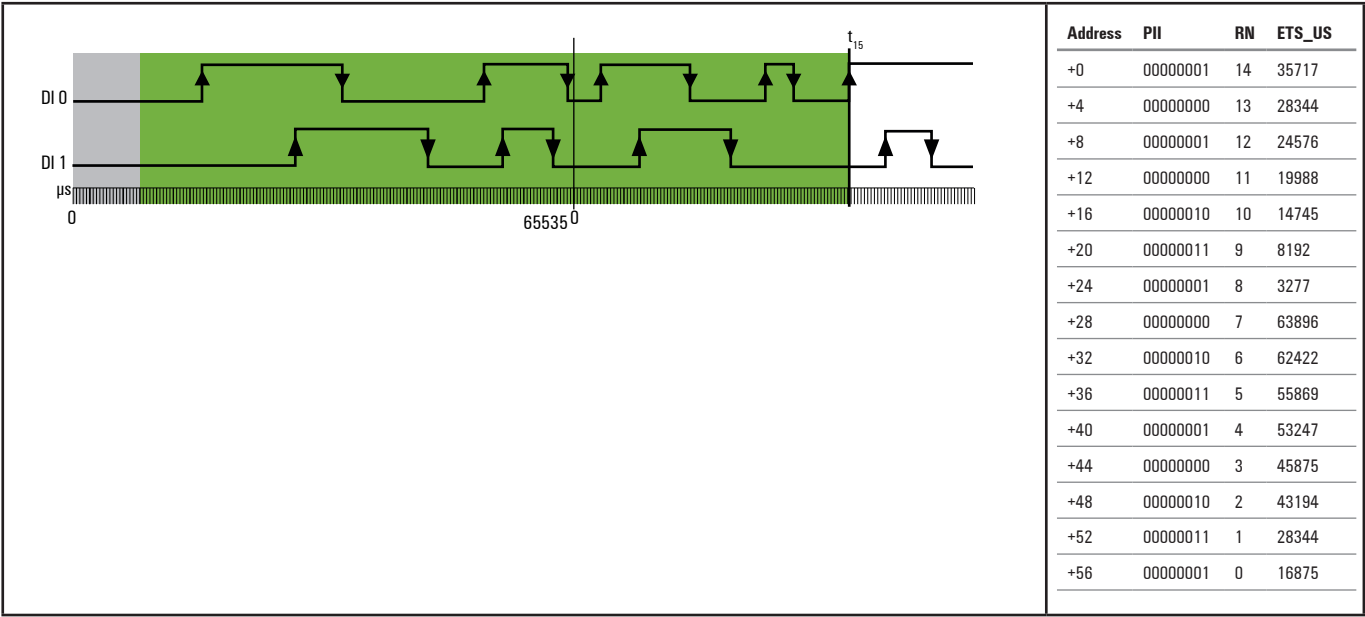 t15
DI 0
DI 1
µs
0
65535 0
Address PII RN ETS_US
+0 00000001 14 35717
+4 00000000 13 28344
+8 00000001 12 24576
+12 00000000 11 19988
+16 00000010 10 14745
+20 00000011 9 8192
+24 00000001 8 3277
+28 00000000 7 63896
+32 00000010 6 62422
+36 00000011 5 55869
+40 00000001 4 53247
+44 00000000 3 45875
+48 00000010 2 43194
+52 00000011 1 28344
+56 00000001 0 16875